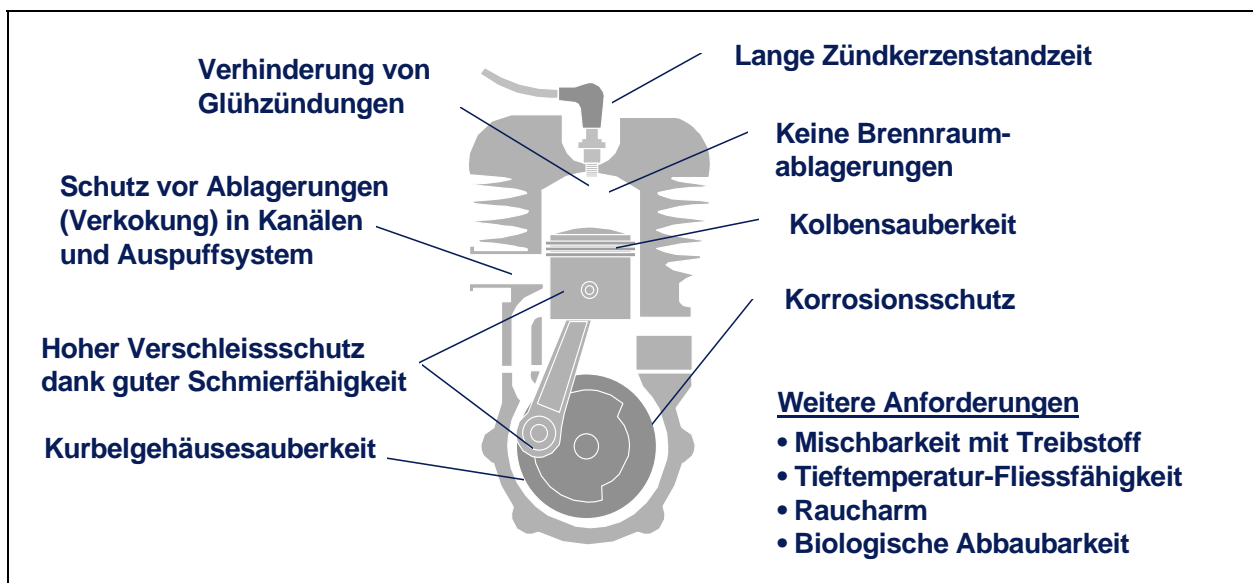 Verhinderung von
Glühzündungen
Lange Zündkerzenstandzeit
Keine Brennraum-
ablagerungen
Schutz vor Ablagerungen
(Verkokung) in Kanälen
und Auspuffsystem
Kolbensauberkeit
Korrosionsschutz
Hoher Verschleissschutz
dank guter Schmierfähigkeit
Kurbelgehäusesauberkeit
Weitere Anforderungen
• Mischbarkeit mit Treibstoff
• Tieftemperatur-Fliessfähigkeit
• Raucharm
• Biologische Abbaubarkeit